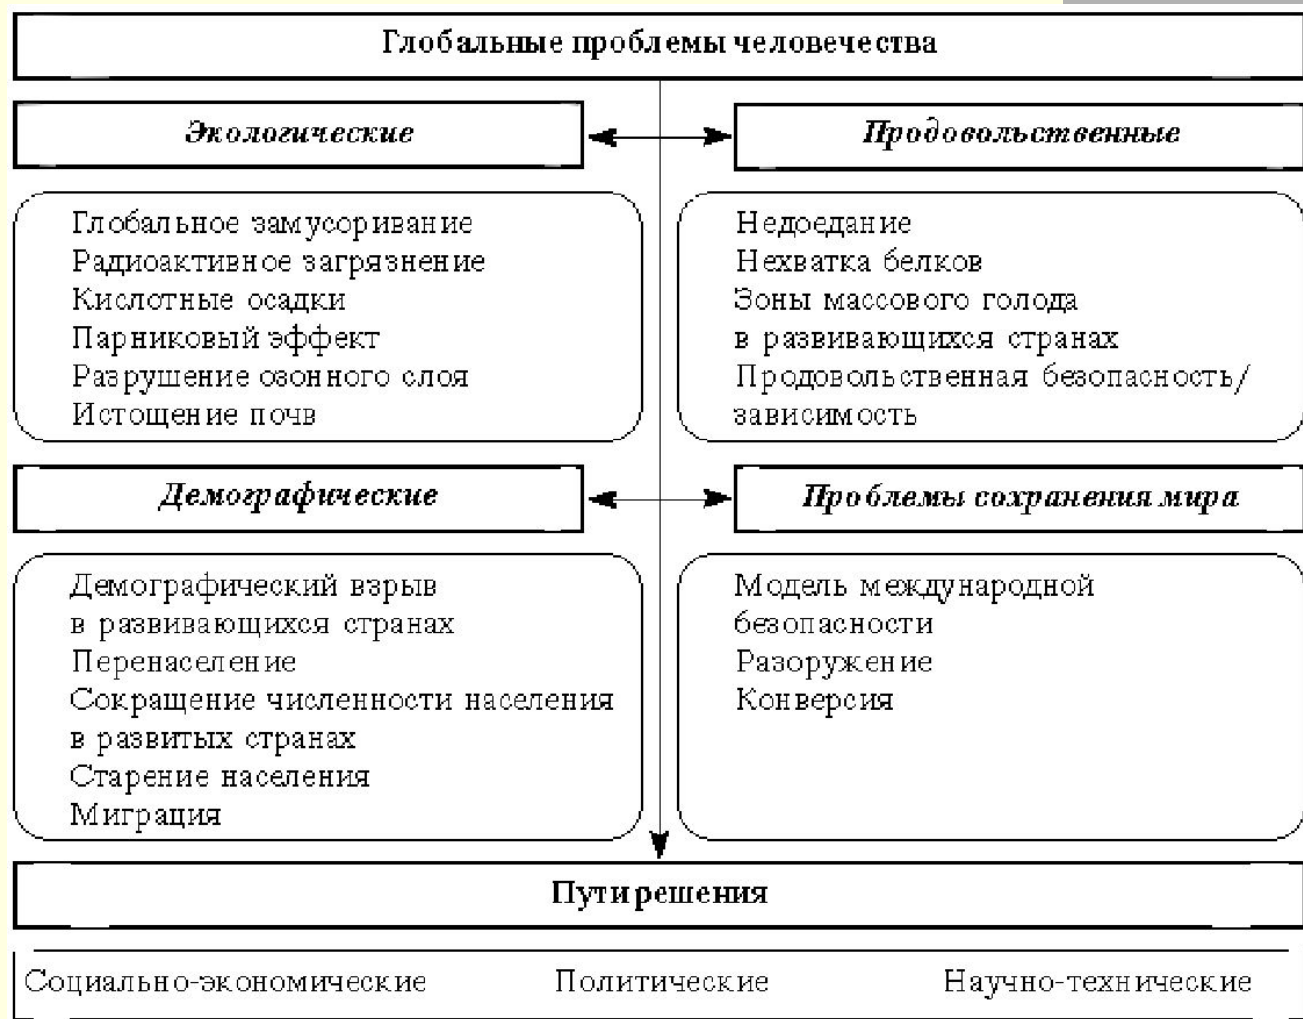 Глобальные проблемы человечества
Экологические
Продовольственные
Глобальное замусоривание
Радиоактивное загрязнение
Кислотные осадки
Парниковый эффект
Разрушение озонного слоя
Истощение почв
Недоедание
Нехватка белков
Зоны массового голода
в развивающихся странах
Продовольственная безопасность/
зависимость
Демографические
Проблемы сохранения мира
Демографический взрыв
в развивающихся странах
Перенаселение
Сокращение численности населения
в развитых странах
Старение населения
Миграция
Модель международной
безопасности
Разоружение
Конверсия
Пути решения
Социально-экономические
Политические
Научно-технические